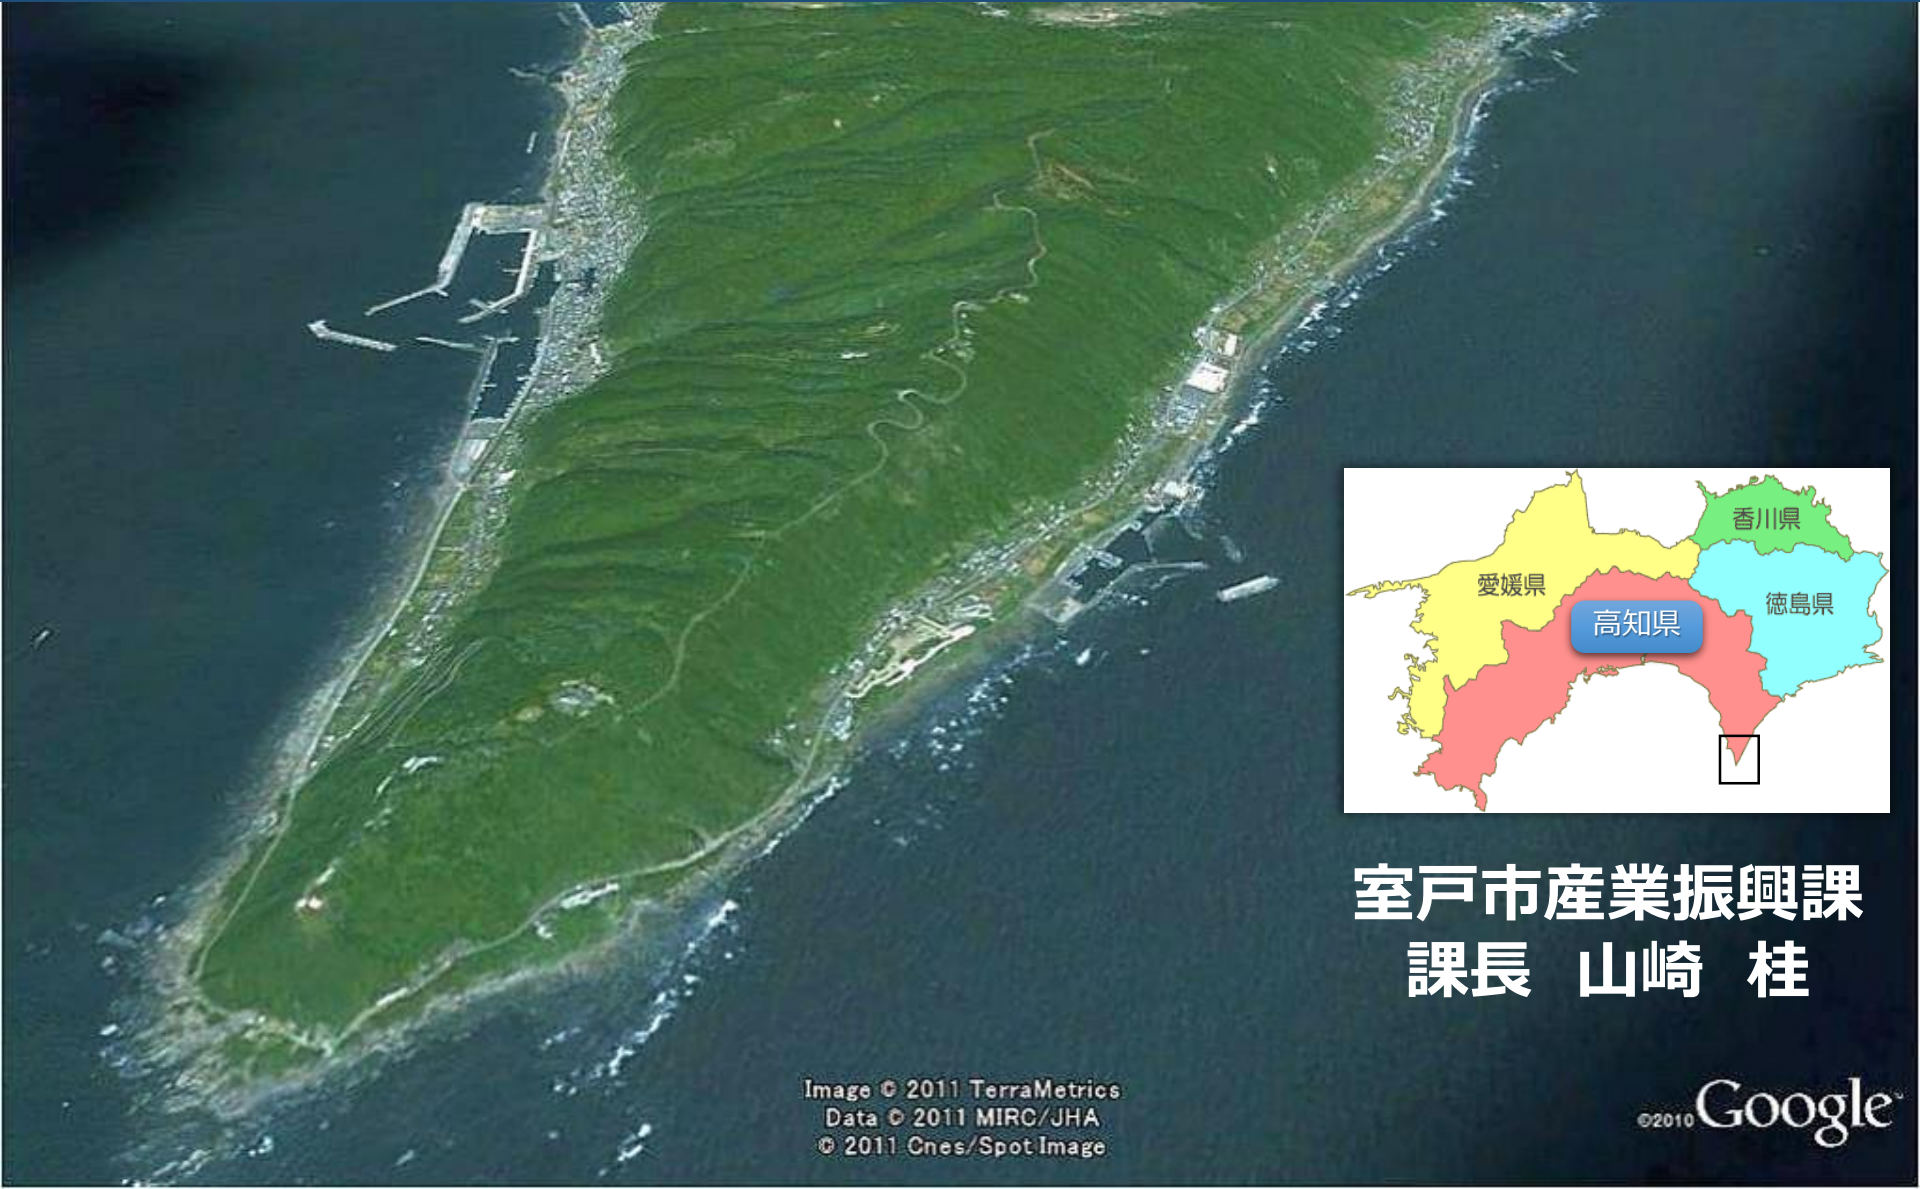 香川県
愛媛県
徳島県
高知県
室戸市産業振興課
課長 山崎 桂
Image © 2011 TerraMetrics
Data © 2011 MIRC/JHA
© 2011 Cnes/Spot Image
©2010 Google™